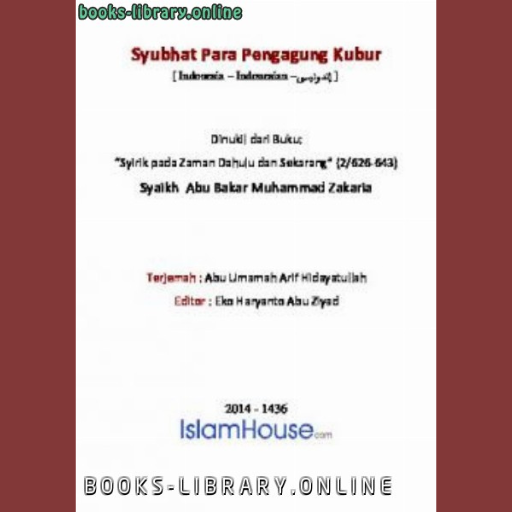 books-library.online
Syubhat Para Pengagung Kubur
[ Indonesia – Indonesian – إندونيسي ]
Dinukil dari Buku:
"Syirik pada Zaman Dahulu dan Sekarang" (2/626-643)
Syaikh Abu Bakar Muhammad Zakaria
Terjemah : Abu Umamah Arif Hidayatullah
Editor : Eko Haryanto Abu Ziyad
2014 - 1436
IslamHouse.com
BOOKS-LIBRARY.ONLINE